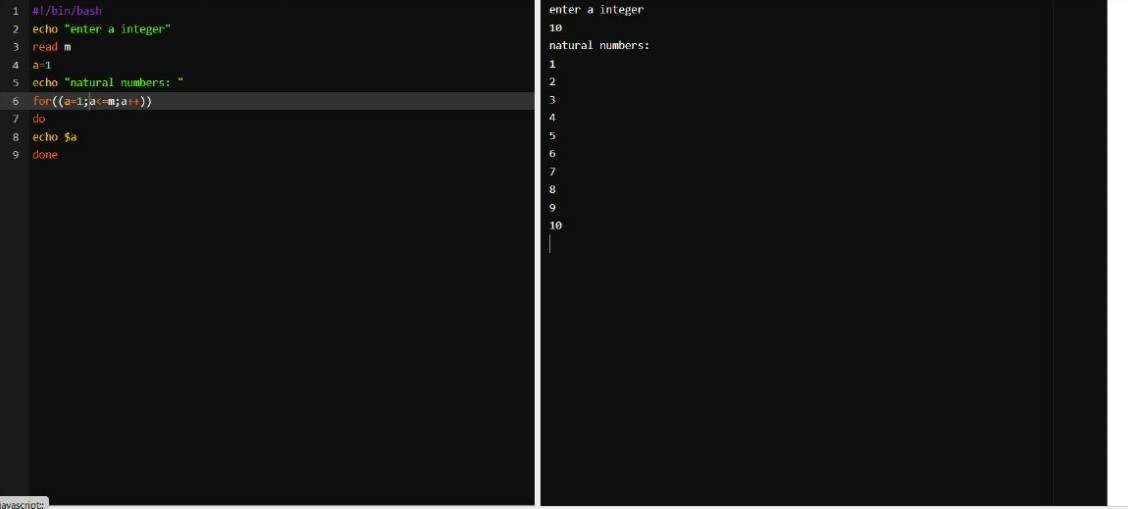 1 #!/bin/bash
2 echo "enter a integer"
3 read m
4 a=1
5 echo "natural numbers: "
6 for((a=1;a<=m;a++))
7 do
8 echo $a
9 done
enter a integer
10
natural numbers:
1
2
3
4
5
6
7
8
9
10
javascript:;